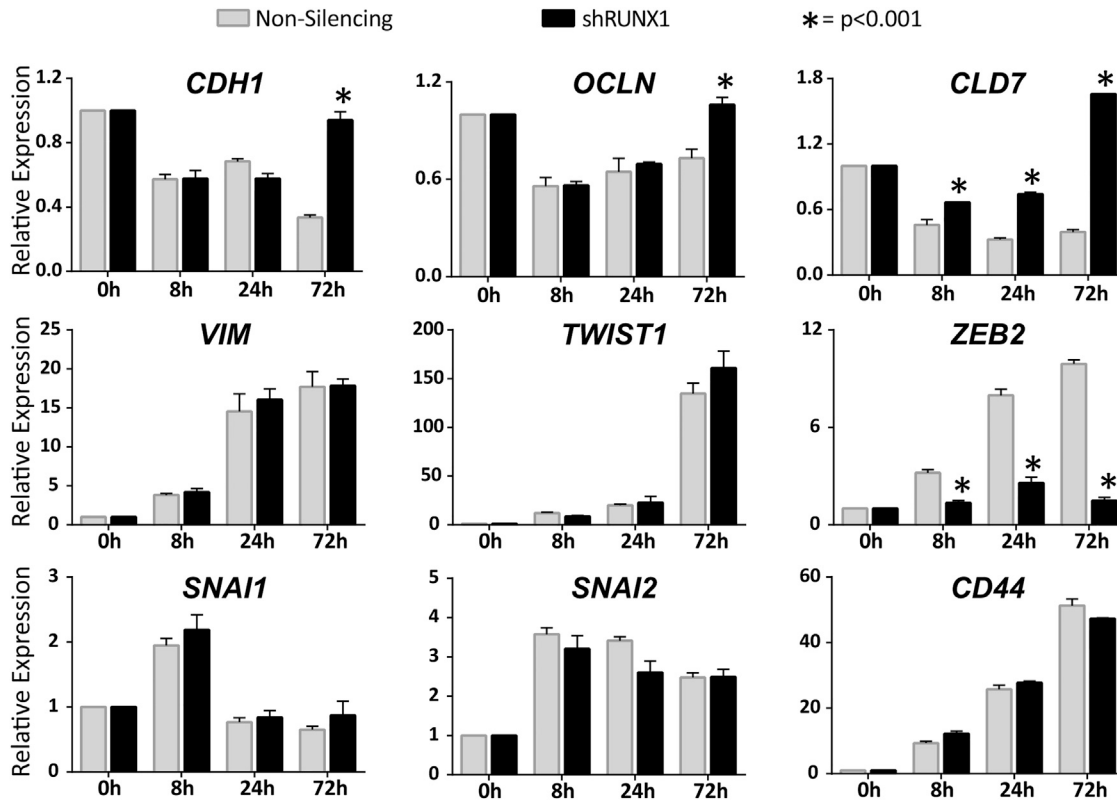 Non-Silencing shRUNX1 *= p<0.001
CDH1 OCLN CLD7
Relative Expression
1.2
0.8
0.4
0.0
*
0h 8h 24h 72h
1.2
0.6
0.0
*
0h 8h 24h 72h
1.8
1.2
0.6
0.0
* * *
0h 8h 24h 72h
VIM TWIST1 ZEB2
Relative Expression
25
20
15
10
5
0
0h 8h 24h 72h
200
150
100
50
0
0h 8h 24h 72h
12
6
0
* * *
0h 8h 24h 72h
SNAI1 SNAI2 CD44
Relative Expression
3
2
1
0
0h 8h 24h 72h
5
4
3
2
1
0
0h 8h 24h 72h
60
40
20
0
0h 8h 24h 72h